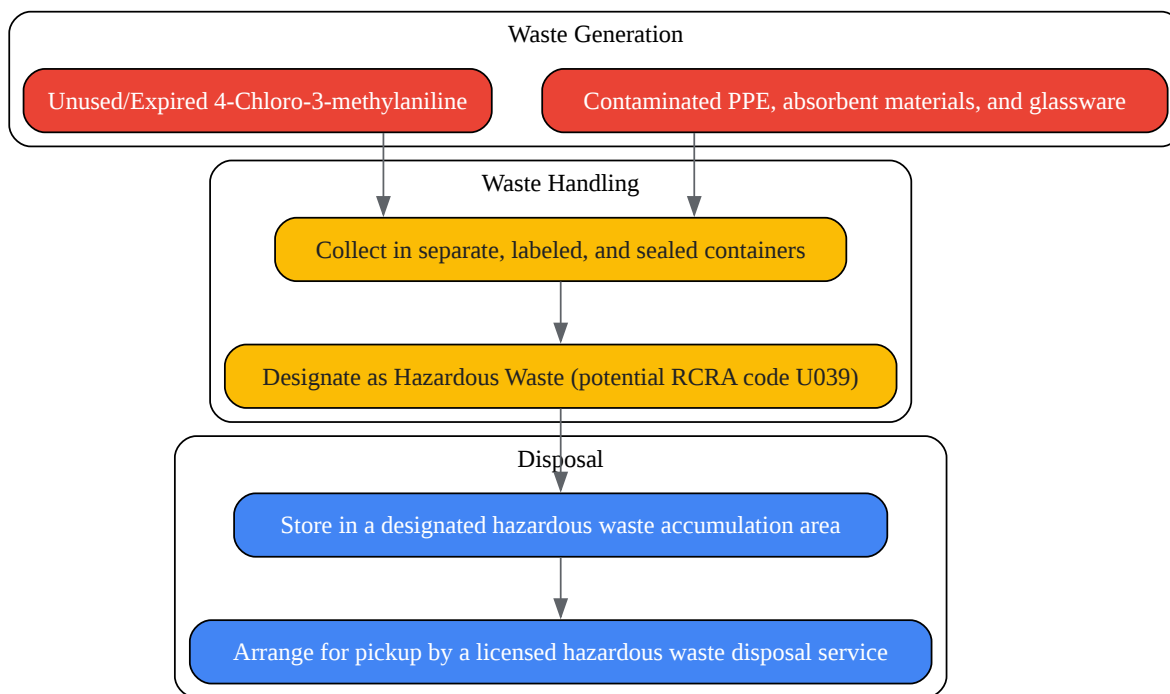 Waste Generation
Unused/Expired 4-Chloro-3-methylaniline
Contaminated PPE, absorbent materials, and glassware
Waste Handling
Collect in separate, labeled, and sealed containers
Designate as Hazardous Waste (potential RCRA code U039)
Disposal
Store in a designated hazardous waste accumulation area
Arrange for pickup by a licensed hazardous waste disposal service